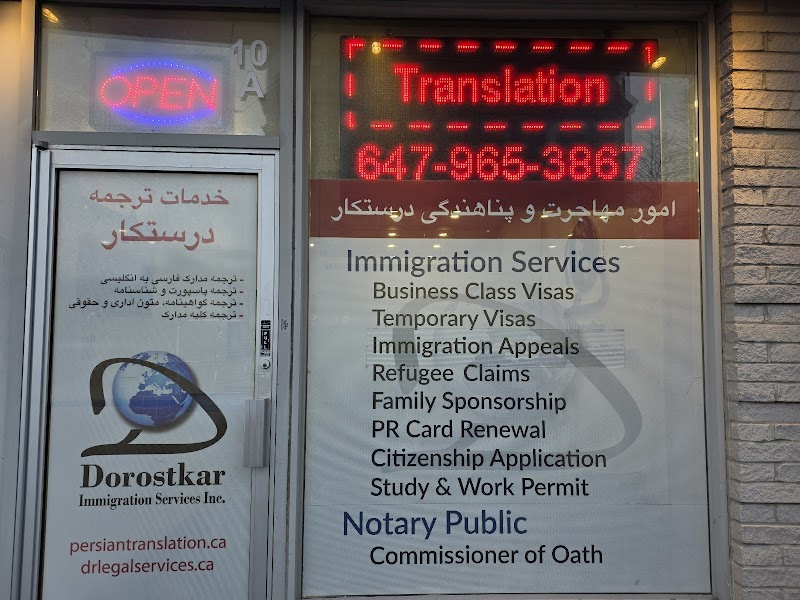 OPEN
10
A
Translation
647-965-3867
خدمات ترجمه
درستکار
- ترجمه مدارک فارسی به انگلیسی
- ترجمه پاسپورت و شناسنامه
- ترجمه گواهینامه، متون اداری و حقوقی
- ترجمه کلیه مدارک
Dorostkar
Immigration Services Inc.
persiantranslation.ca
drlegalservices.ca
امور مهاجرت و پناهندگی درستکار
Immigration Services
Business Class Visas
Temporary Visas
Immigration Appeals
Refugee Claims
Family Sponsorship
PR Card Renewal
Citizenship Application
Study & Work Permit
Notary Public
Commissioner of Oath